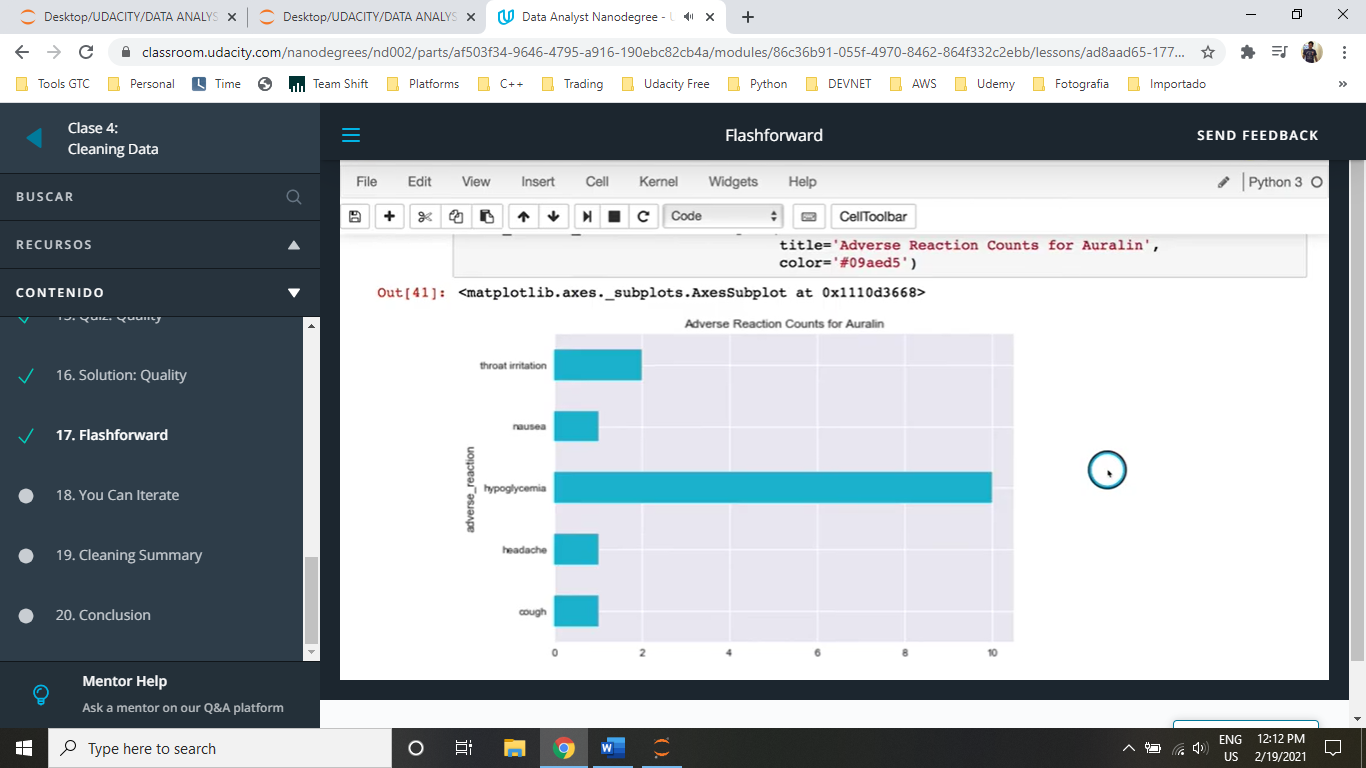 Desktop/UDACITY/DATA ANALYS
Desktop/UDACITY/DATA ANALYS
Data Analyst Nanodegree -
classroom.udacity.com/nanodegrees/nd002/parts/af503f34-9646-4795-a916-190ebc82cb4a/modules/86c36b91-055f-4970-8462-864f332c2ebb/lessons/ad8aad65-177...
Tools GTC
Personal
Time
Team Shift
Platforms
C++
Trading
Udacity Free
Python
DEVNET
AWS
Udemy
Fotografia
Importado
»
Clase 4:
Cleaning Data
Flashforward
SEND FEEDBACK
BUSCAR
RECURSOS
CONTENIDO
15. Quiz: Quality
16. Solution: Quality
17. Flashforward
18. You Can Iterate
19. Cleaning Summary
20. Conclusion
Mentor Help
Ask a mentor on our Q&A platform
File Edit View Insert Cell Kernel Widgets Help
Python 3
Code
CellToolbar
title='Adverse Reaction Counts for Auralin',
color='#09aed5')
Out[41]: <matplotlib.axes._subplots.AxesSubplot at 0x1110d3668>
Adverse Reaction Counts for Auralin
adverse_reaction
throat irritation
nausea
hypoglycemia
headache
cough
0 2 4 6 8 10
Type here to search
W
ENG
US
12:12 PM
2/19/2021